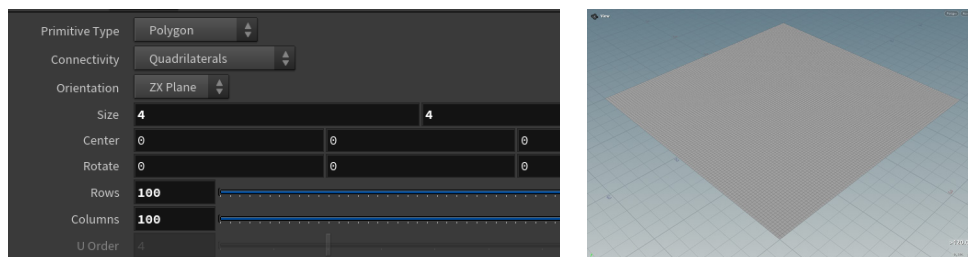 Primitive Type Polygon
Connectivity Quadrilaterals
Orientation ZX Plane
Size 4 4
Center 0 0 0
Rotate 0 0 0
Rows 100
Columns 100
U Order 4